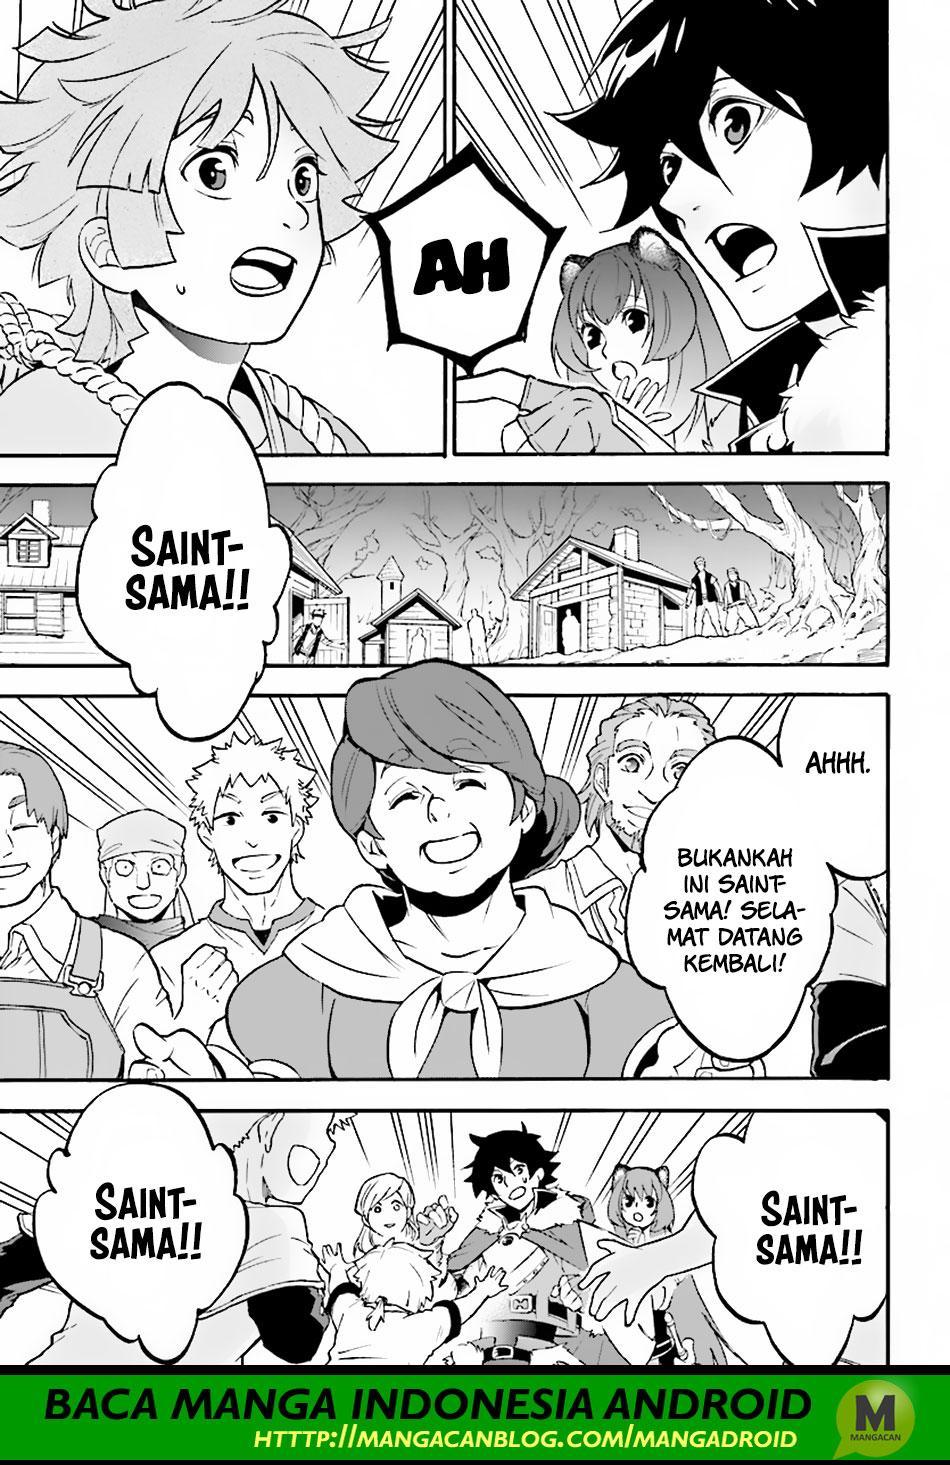 AH
SAINT-
SAMA!!
AHHH.
BUKANKAH
INI SAINT-
SAMA! SELA-
MAT DATANG
KEMBALI!
SAINT-
SAMA!!
SAINT-
SAMA!!
BACA MANGA INDONESIA ANDROID
HTTTP://MANGACANBLOG.COM/MANGADROID
M
MANGACAN